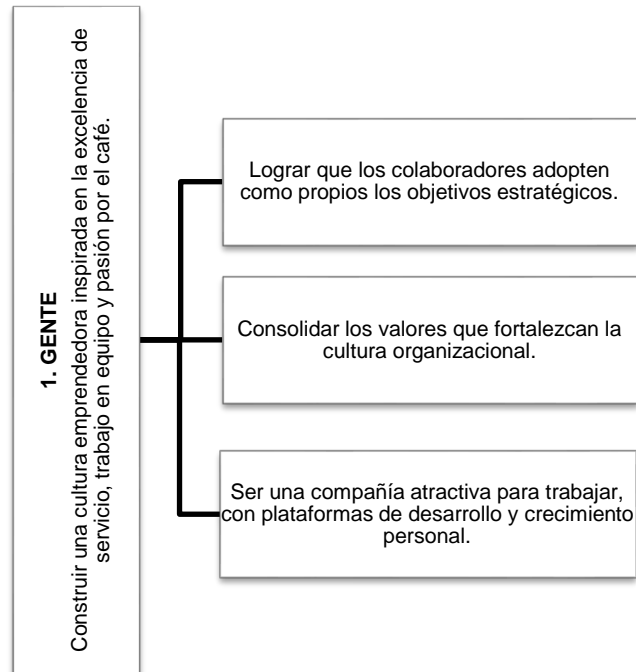 1. GENTE
Construir una cultura emprendedora inspirada en la excelencia de
servicio, trabajo en equipo y pasión por el café.
Lograr que los colaboradores adopten
como propios los objetivos estratégicos.
Consolidar los valores que fortalezcan la
cultura organizacional.
Ser una compañía atractiva para trabajar,
con plataformas de desarrollo y crecimiento
personal.